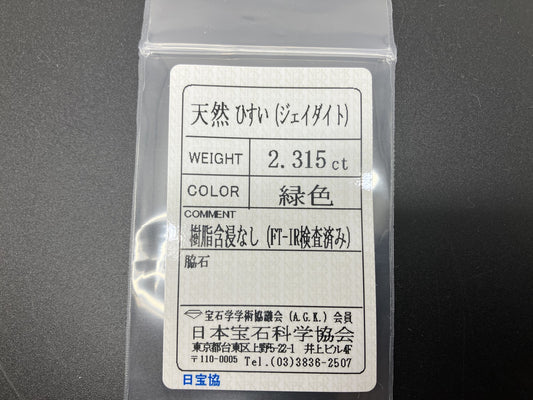 天然 ひすい (ジェイダイト)
WEIGHT 2.315ct
COLOR 緑色
COMMENT
樹脂含浸なし (FT-IR検査済み)
脇石
宝石学学術協議会 (A.G.K.) 会員
日本宝石科学協会
東京都台東区上野5-22-1 井上ビル4F
〒110-0005 Tel.(03)3836-2507
日宝協